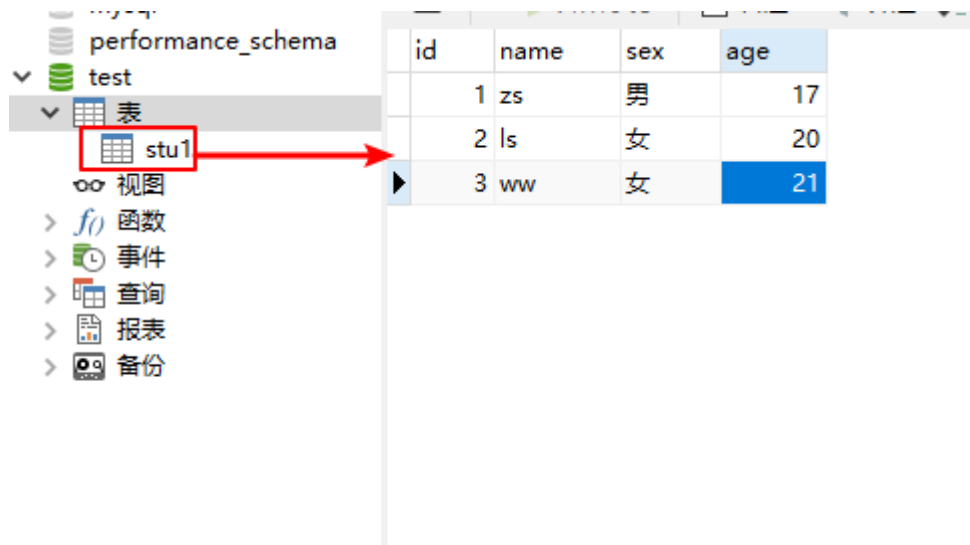 performance_schema
test
表
stu1
视图
f() 函数
事件
查询
报表
备份
id name sex age
1 zs 男 17
2 ls 女 20
3 ww 女 21